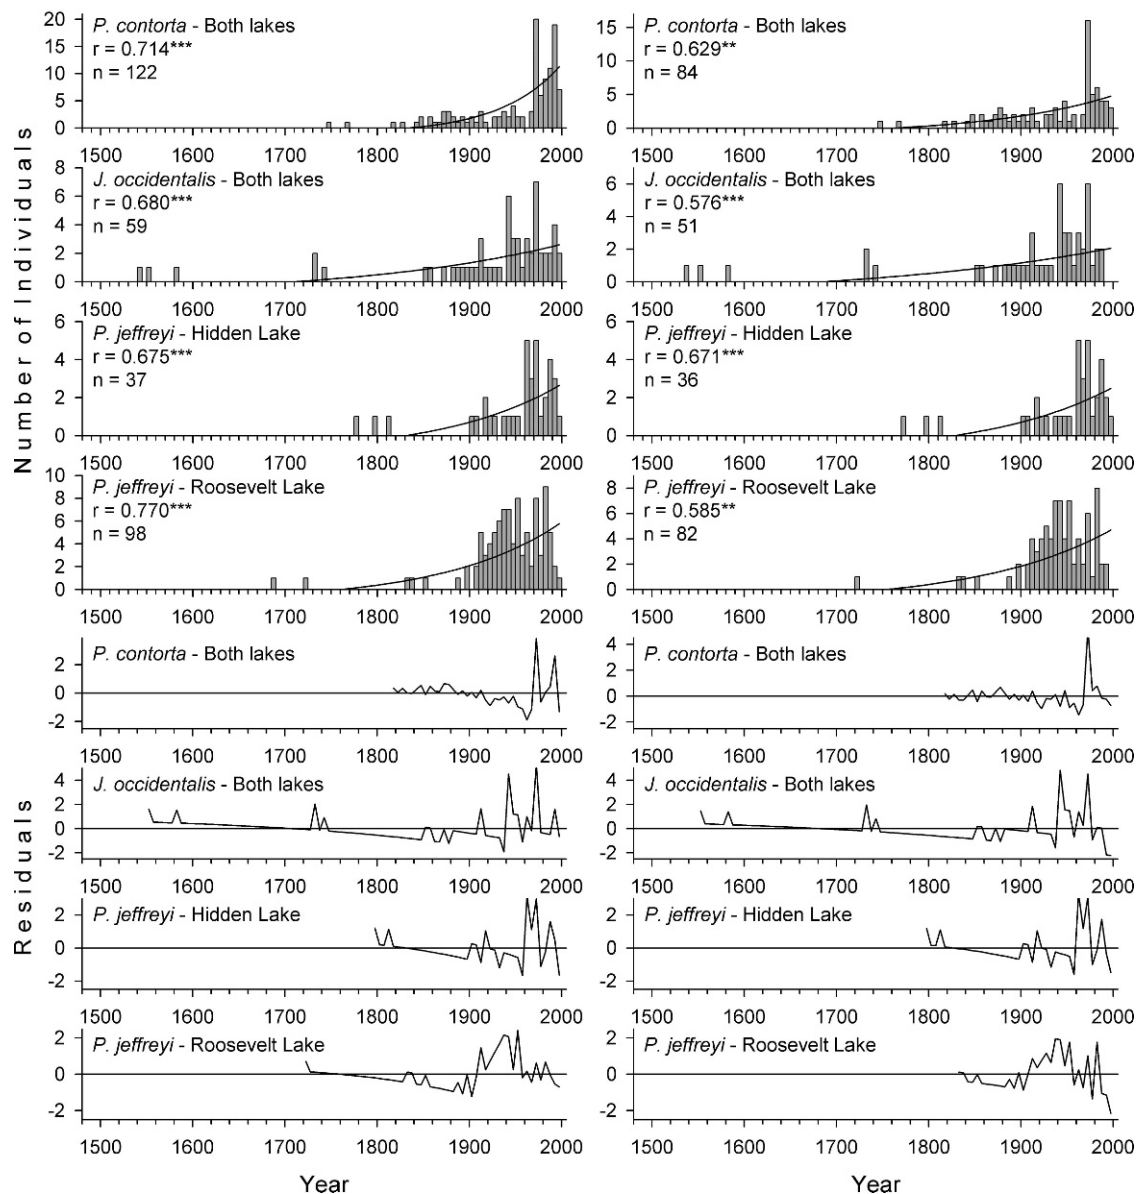 Number of Individuals
P. contorta - Both lakes
r = 0.714***
n = 122
20
15
10
5
0
1500 1600 1700 1800 1900 2000
P. contorta - Both lakes
r = 0.629**
n = 84
15
10
5
0
1500 1600 1700 1800 1900 2000
J. occidentalis - Both lakes
r = 0.680***
n = 59
8
6
4
2
0
1500 1600 1700 1800 1900 2000
J. occidentalis - Both lakes
r = 0.576***
n = 51
6
4
2
0
1500 1600 1700 1800 1900 2000
P. jeffreyi - Hidden Lake
r = 0.675***
n = 37
6
4
2
0
1500 1600 1700 1800 1900 2000
P. jeffreyi - Hidden Lake
r = 0.671***
n = 36
6
4
2
0
1500 1600 1700 1800 1900 2000
P. jeffreyi - Roosevelt Lake
r = 0.770***
n = 98
10
8
6
4
2
0
1500 1600 1700 1800 1900 2000
P. jeffreyi - Roosevelt Lake
r = 0.585**
n = 82
8
6
4
2
0
1500 1600 1700 1800 1900 2000
Residuals
P. contorta - Both lakes
2
0
-2
1500 1600 1700 1800 1900 2000
P. contorta - Both lakes
4
2
0
-2
1500 1600 1700 1800 1900 2000
J. occidentalis - Both lakes
4
2
0
-2
1500 1600 1700 1800 1900 2000
J. occidentalis - Both lakes
4
2
0
-2
1500 1600 1700 1800 1900 2000
P. jeffreyi - Hidden Lake
2
0
-2
1500 1600 1700 1800 1900 2000
P. jeffreyi - Hidden Lake
2
0
-2
1500 1600 1700 1800 1900 2000
P. jeffreyi - Roosevelt Lake
2
0
-2
1500 1600 1700 1800 1900 2000
Year
P. jeffreyi - Roosevelt Lake
2
0
-2
1500 1600 1700 1800 1900 2000
Year